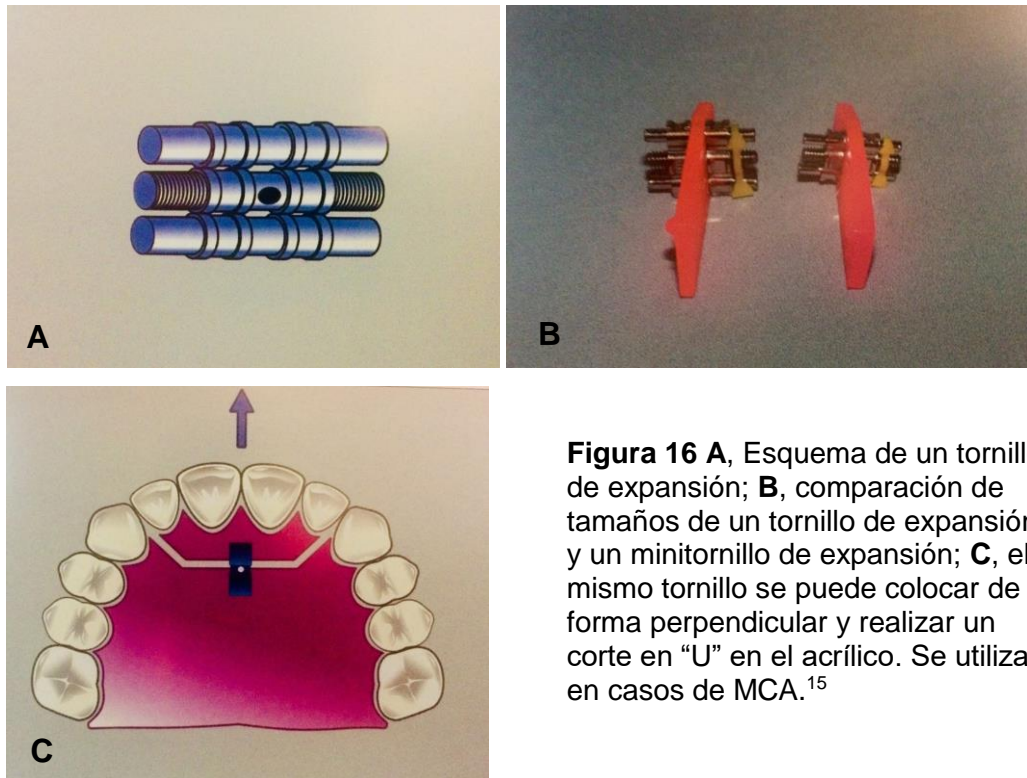 A
B
C
Figura 16 A, Esquema de un tornill
de expansión; B, comparación de
tamaños de un tornillo de expansión
y un minitornillo de expansión; C, el
mismo tornillo se puede colocar de
forma perpendicular y realizar un
corte en “U” en el acrílico. Se utiliza
en casos de MCA.15